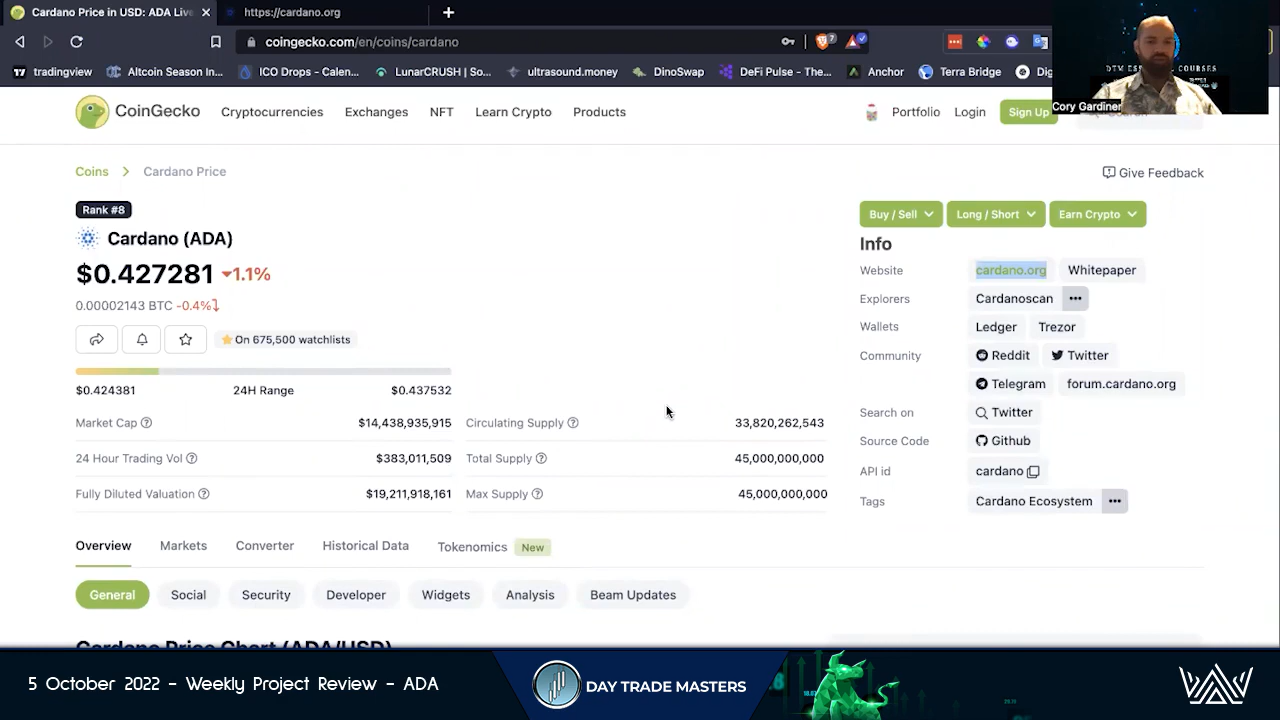 Cardano Price in USD: ADA Live
https://cardano.org
coingecko.com/en/coins/cardano
7
tradingview
Altcoin Season In...
ICO Drops - Calen...
LunarCRUSH | So...
ultrasound.money
DinoSwap
DeFi Pulse - The...
Anchor
Terra Bridge
Dig
Cory Gardiner
CoinGecko
Cryptocurrencies
Exchanges
NFT
Learn Crypto
Products
Portfolio
Login
Sign Up
Coins
Cardano Price
Give Feedback
Rank #8
Cardano (ADA)
$0.427281 1.1%
0.00002143 BTC -0.4%
On 675,500 watchlists
$0.424381 24H Range $0.437532
Market Cap $14,438,935,915
24 Hour Trading Vol $383,011,509
Fully Diluted Valuation $19,211,918,161
Circulating Supply 33,820,262,543
Total Supply 45,000,000,000
Max Supply 45,000,000,000
Buy / Sell
Long / Short
Earn Crypto
Info
Website cardano.org Whitepaper
Explorers Cardanoscan
Wallets Ledger Trezor
Community Reddit Twitter
Telegram forum.cardano.org
Search on Twitter
Source Code Github
API id cardano
Tags Cardano Ecosystem
Overview
Markets
Converter
Historical Data
Tokenomics New
General
Social
Security
Developer
Widgets
Analysis
Beam Updates
Cardano Price Chart (ADA/USD)
5 October 2022 - Weekly Project Review - ADA
DAY TRADE MASTERS